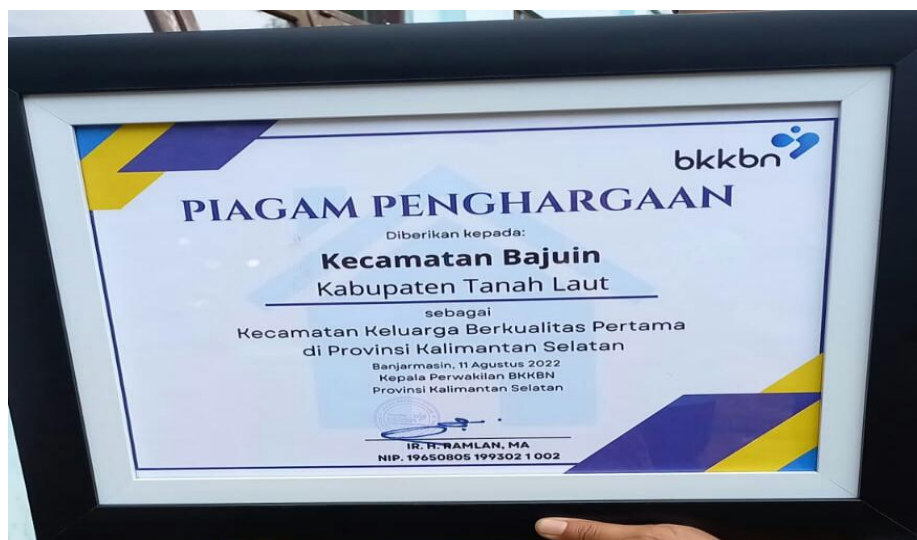 bkkbn
PIAGAM PENGHARGAAN
Diberikan kepada:
Kecamatan Bajuin
Kabupaten Tanah Laut
sebagai
Kecamatan Keluarga Berkualitas Pertama
di Provinsi Kalimantan Selatan
Banjarmasin, 11 Agustus 2022
Kepala Perwakilan BKKBN
Provinsi Kalimantan Selatan
IR. H. RAMLAN, MA
NIP. 19650805 199302 1 002